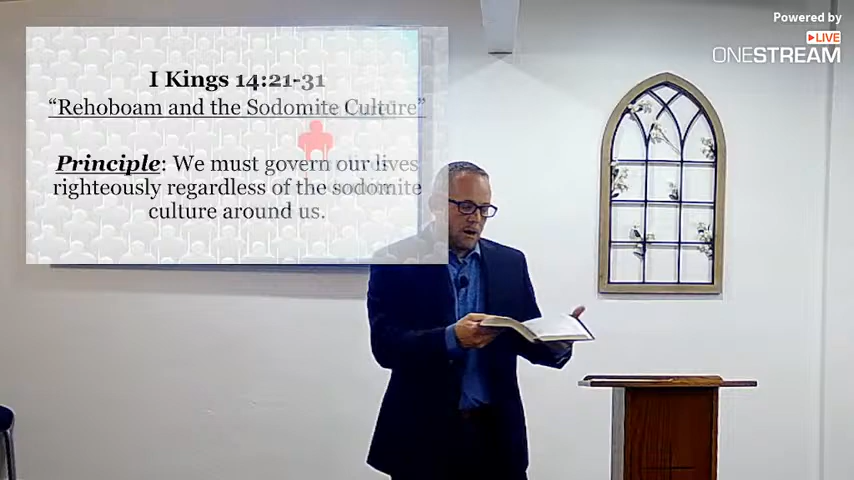 Powered by
LIVE
ONESTREAM
I Kings 14:21-31
“Rehoboam and the Sodomite Culture”
Principle: We must govern our lives
righteously regardless of the sodomite
culture around us.